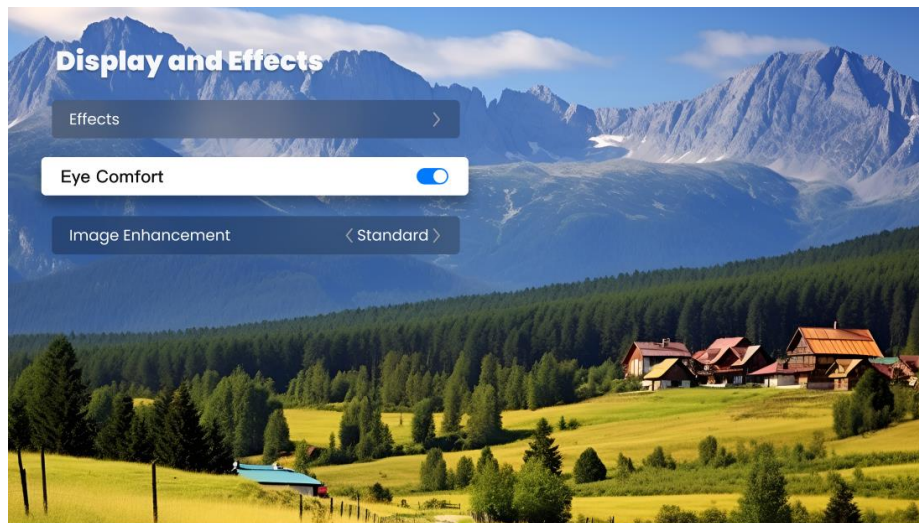 Display and Effects
Effects
Eye Comfort
Image Enhancement Standard